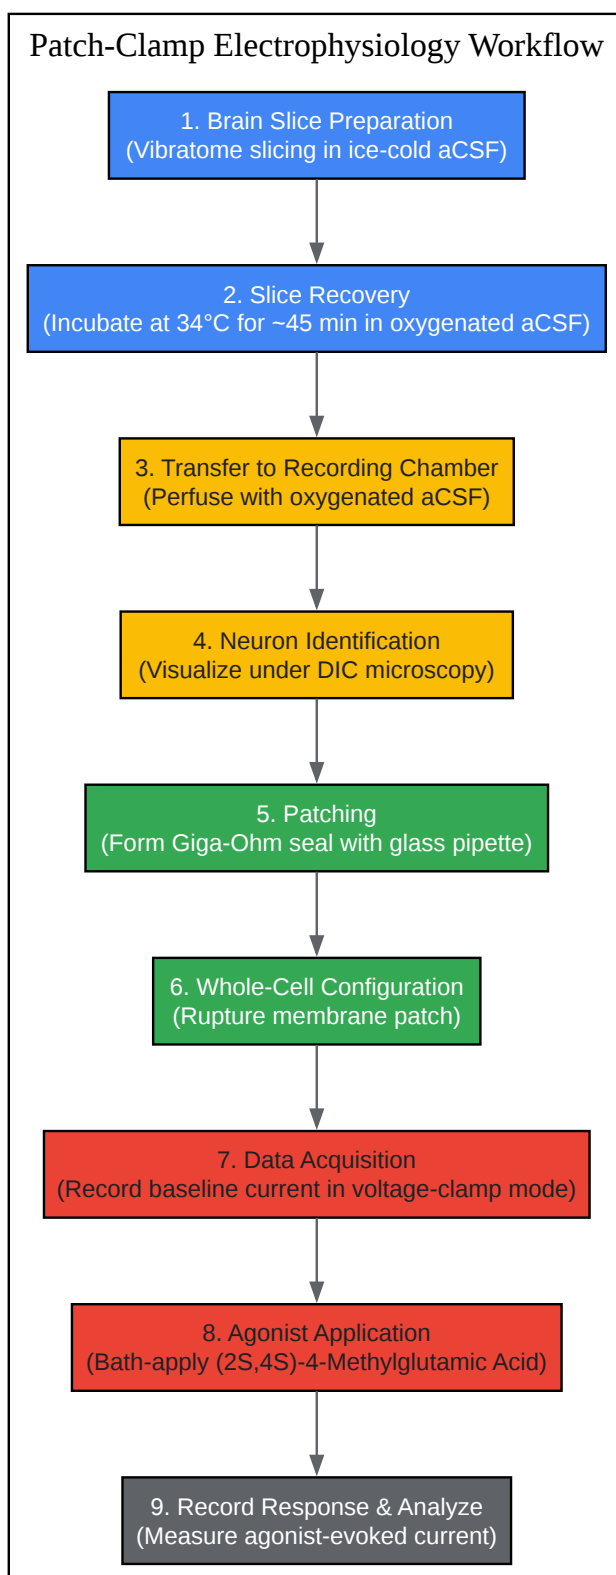 Patch-Clamp Electrophysiology Workflow
1. Brain Slice Preparation
(Vibratome slicing in ice-cold aCSF)
2. Slice Recovery
(Incubate at 34°C for ~45 min in oxygenated aCSF)
3. Transfer to Recording Chamber
(Perfuse with oxygenated aCSF)
4. Neuron Identification
(Visualize under DIC microscopy)
5. Patching
(Form Giga-Ohm seal with glass pipette)
6. Whole-Cell Configuration
(Rupture membrane patch)
7. Data Acquisition
(Record baseline current in voltage-clamp mode)
8. Agonist Application
(Bath-apply (2S,4S)-4-Methylglutamic Acid)
9. Record Response & Analyze
(Measure agonist-evoked current)